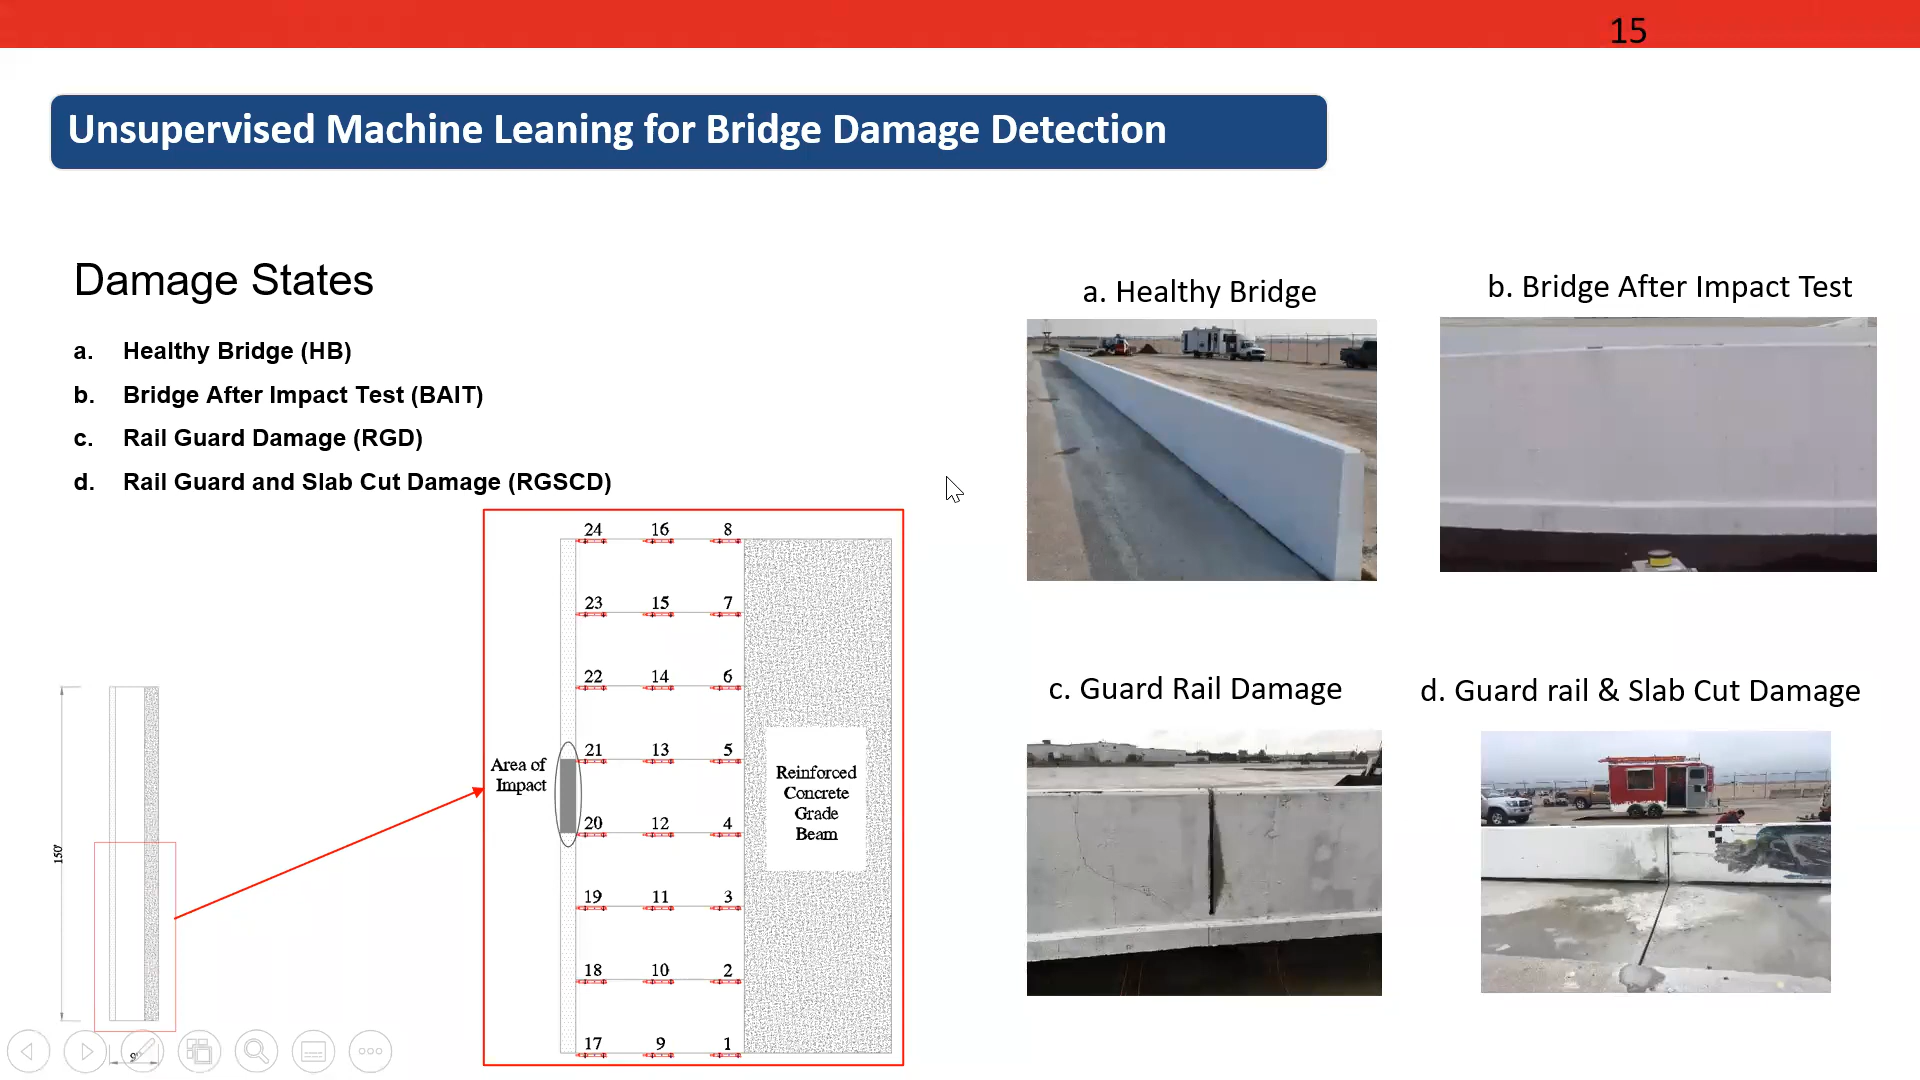 15
Unsupervised Machine Leaning for Bridge Damage Detection
Damage States
a. Healthy Bridge (HB)
b. Bridge After Impact Test (BAIT)
c. Rail Guard Damage (RGD)
d. Rail Guard and Slab Cut Damage (RGSCD)
a. Healthy Bridge
b. Bridge After Impact Test
c. Guard Rail Damage
d. Guard rail & Slab Cut Damage
24 16 8
23 15 7
22 14 6
21 13 5
20 12 4
19 11 3
18 10 2
17 9 1
Area of
Impact
Reinforced
Concrete
Grade
Beam
150'